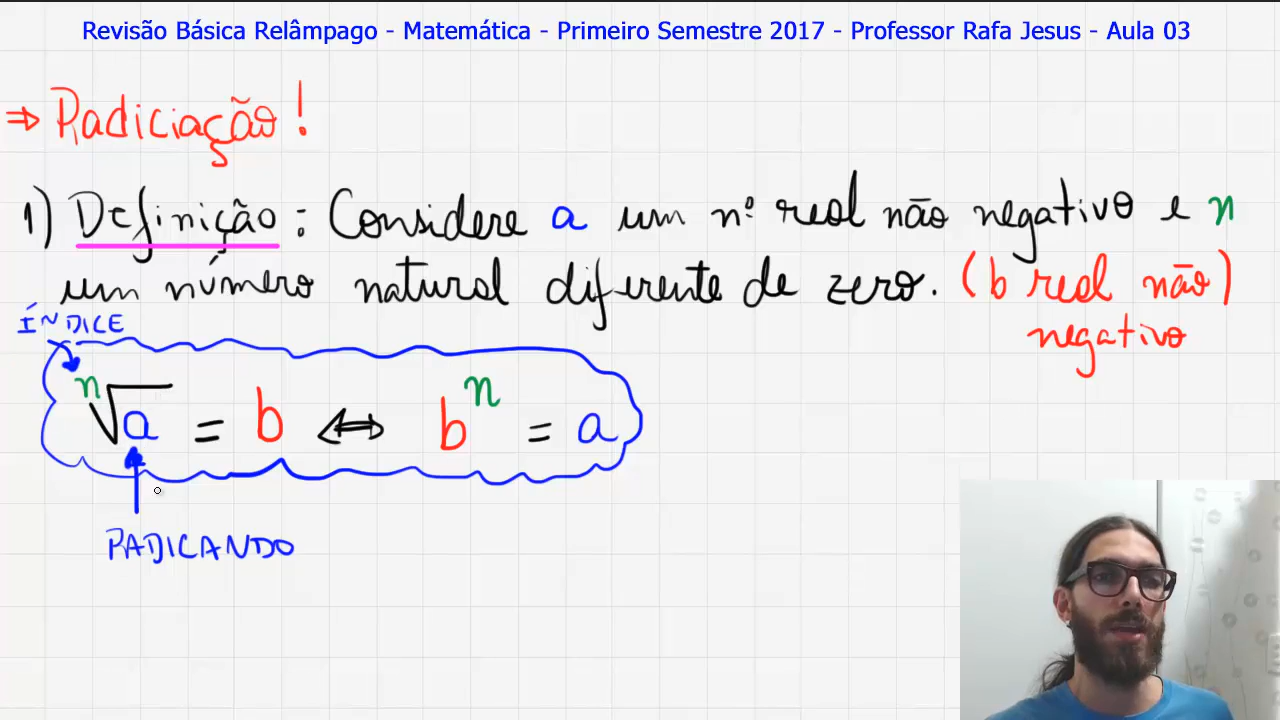 Revisão Básica Relâmpago - Matemática - Primeiro Semestre 2017 - Professor Rafa Jesus - Aula 03
⇒ Radiciação!
1) Definição: Considere a um nº real não negativo e n
um número natural diferente de zero. (b real não)
negativo
ÍNDICE
ⁿ√a = b ⇔ bⁿ = a
RADICANDO